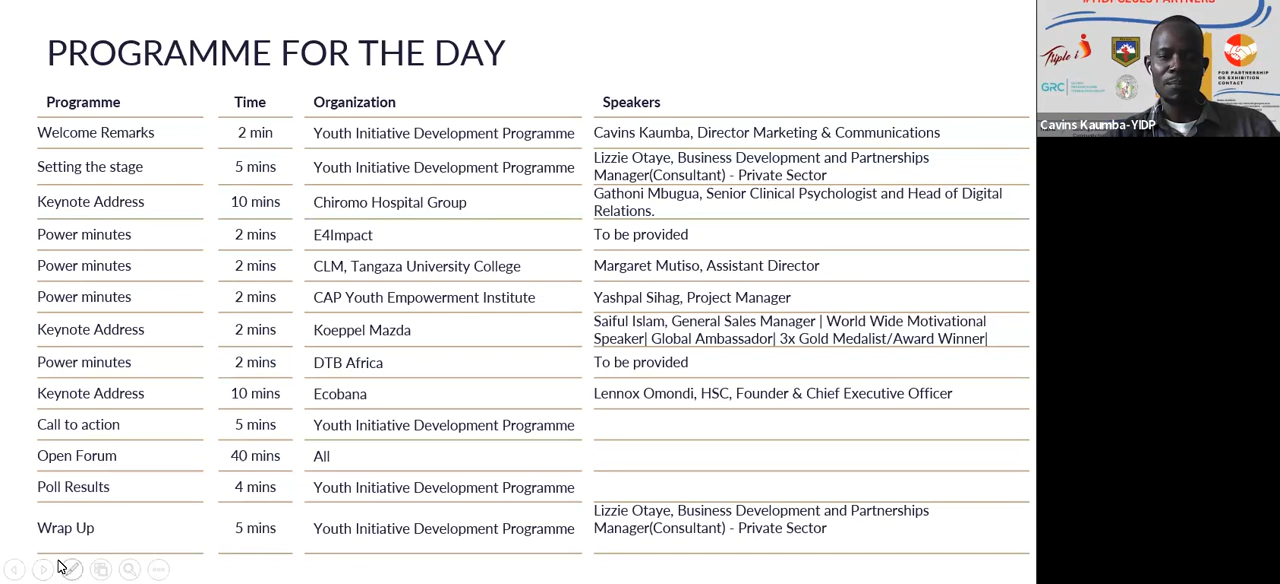 PROGRAMME FOR THE DAY
Programme Time Organization Speakers
Welcome Remarks 2 min Youth Initiative Development Programme Cavins Kaumba, Director Marketing & Communications
Setting the stage 5 mins Youth Initiative Development Programme Lizzie Otaye, Business Development and Partnerships
Manager(Consultant) - Private Sector
Keynote Address 10 mins Chiromo Hospital Group Gathoni Mbugua, Senior Clinical Psychologist and Head of Digital
Relations.
Power minutes 2 mins E4Impact To be provided
Power minutes 2 mins CLM, Tangaza University College Margaret Mutiso, Assistant Director
Power minutes 2 mins CAP Youth Empowerment Institute Yashpal Sihag, Project Manager
Keynote Address 2 mins Koeppel Mazda Saiful Islam, General Sales Manager | World Wide Motivational
Speaker| Global Ambassador| 3x Gold Medalist/Award Winner|
Power minutes 2 mins DTB Africa To be provided
Keynote Address 10 mins Ecobana Lennox Omondi, HSC, Founder & Chief Executive Officer
Call to action 5 mins Youth Initiative Development Programme
Open Forum 40 mins All
Poll Results 4 mins Youth Initiative Development Programme
Wrap Up 5 mins Youth Initiative Development Programme Lizzie Otaye, Business Development and Partnerships
Manager(Consultant) - Private Sector
Triple i
GRC
FOR PARTNERSHIP
OR EXHIBITION
CONTACT
Cavins Kaumba-YIDP